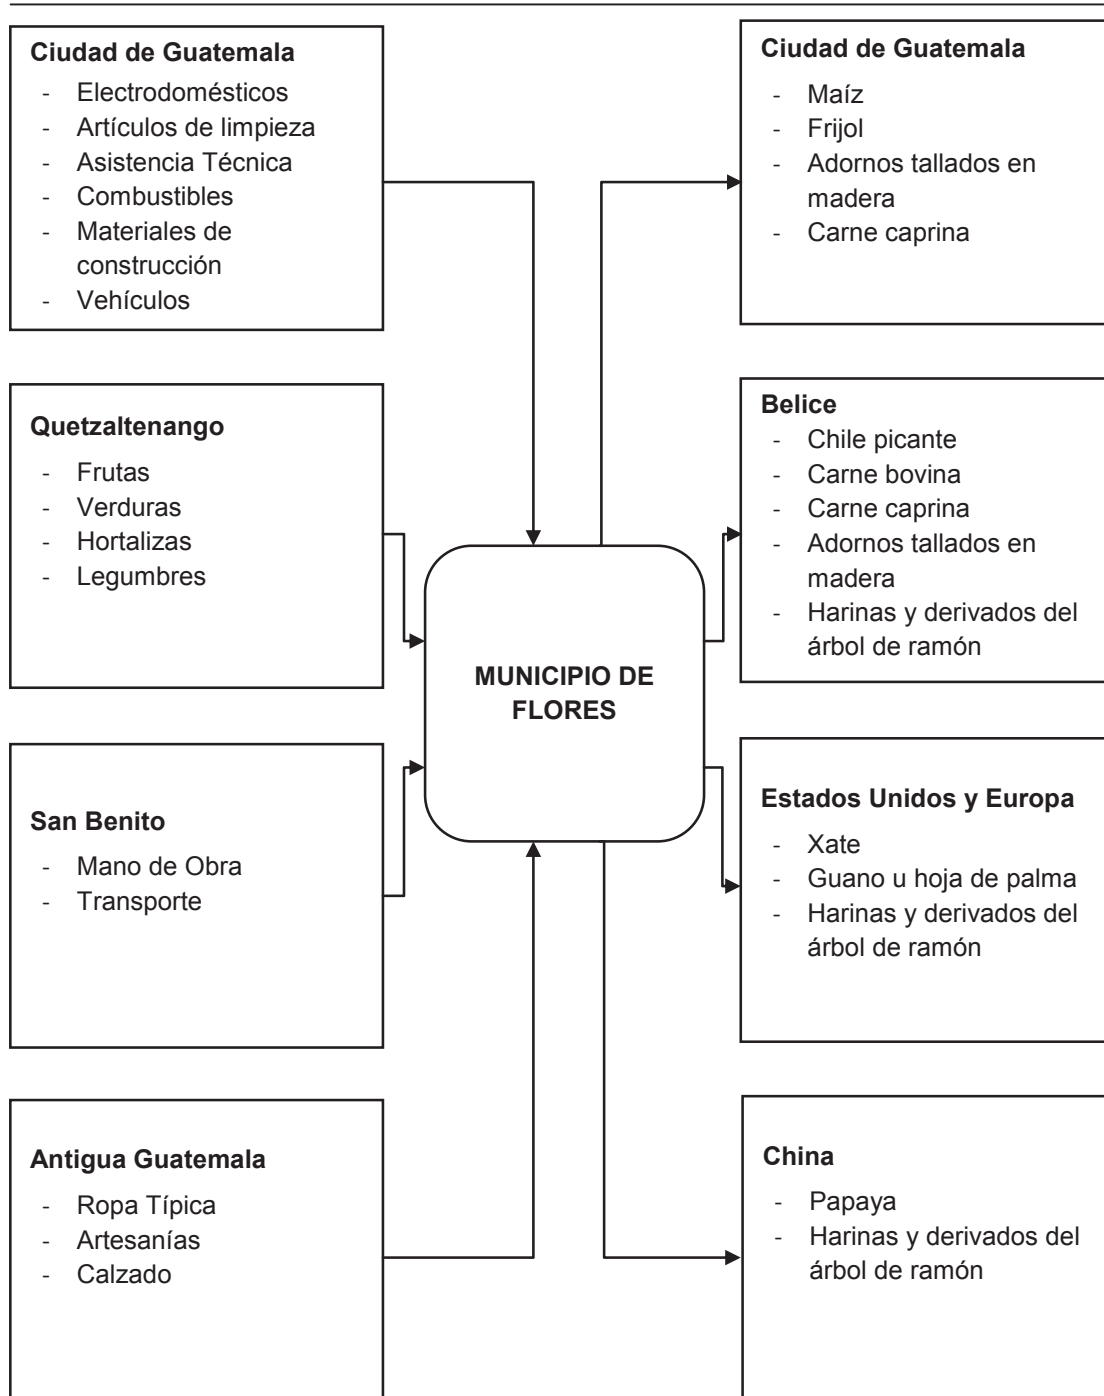 Ciudad de Guatemala
- Electrodomésticos
- Artículos de limpieza
- Asistencia Técnica
- Combustibles
- Materiales de
construcción
- Vehículos
Quetzaltenango
- Frutas
- Verduras
- Hortalizas
- Legumbres
San Benito
- Mano de Obra
- Transporte
Antigua Guatemala
- Ropa Típica
- Artesanías
- Calzado
MUNICIPIO DE
FLORES
Ciudad de Guatemala
- Maíz
- Frijol
- Adornos tallados en
madera
- Carne caprina
Belice
- Chile picante
- Carne bovina
- Carne caprina
- Adornos tallados en
madera
- Harinas y derivados del
árbol de ramón
Estados Unidos y Europa
- Xate
- Guano u hoja de palma
- Harinas y derivados del
árbol de ramón
China
- Papaya
- Harinas y derivados del
árbol de ramón